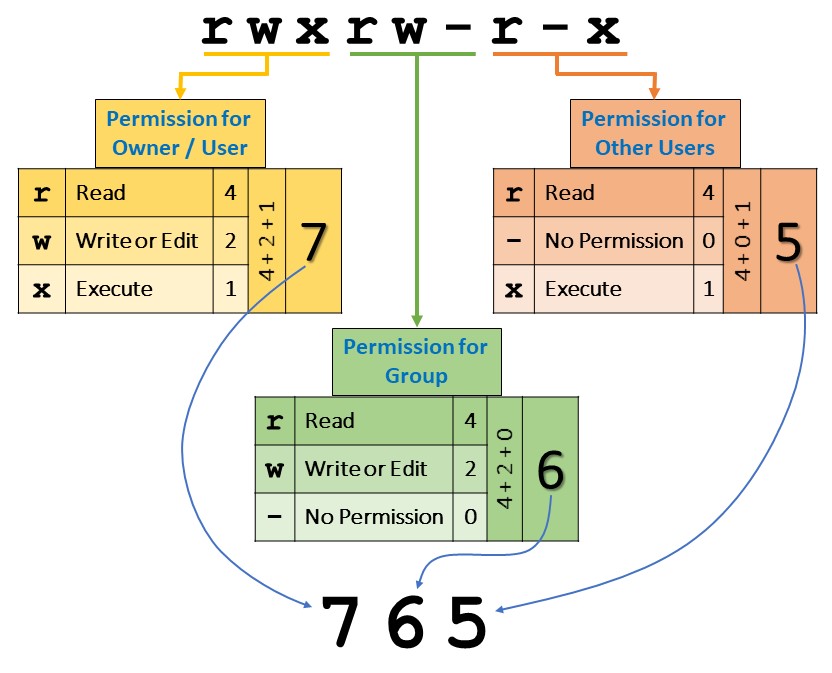 rwxrw-r-x
Permission for
Owner / User
r Read 4
w Write or Edit 2
x Execute 1
4+2+1
7
Permission for
Other Users
r Read 4
- No Permission 0
x Execute 1
4+0+1
5
Permission for
Group
r Read 4
w Write or Edit 2
- No Permission 0
4+2+0
6
7 6 5